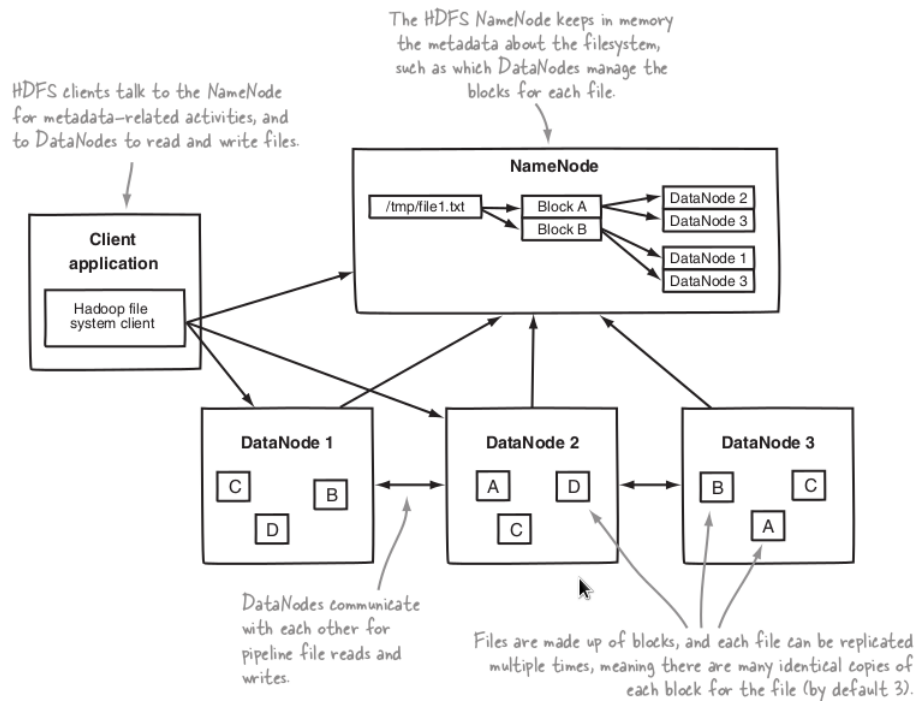 The HDFS NameNode keeps in memory
the metadata about the filesystem,
such as which DataNodes manage the
blocks for each file.
HDFS clients talk to the NameNode
for metadata-related activities, and
to DataNodes to read and write files.
NameNode
/tmp/file1.txt
Block A
Block B
DataNode 2
DataNode 3
DataNode 1
DataNode 3
Client
application
Hadoop file
system client
DataNode 1
C
B
D
DataNode 2
A
D
C
DataNode 3
B
C
A
DataNodes communicate
with each other for
pipeline file reads and
writes.
Files are made up of blocks, and each file can be replicated
multiple times, meaning there are many identical copies of
each block for the file (by default 3).